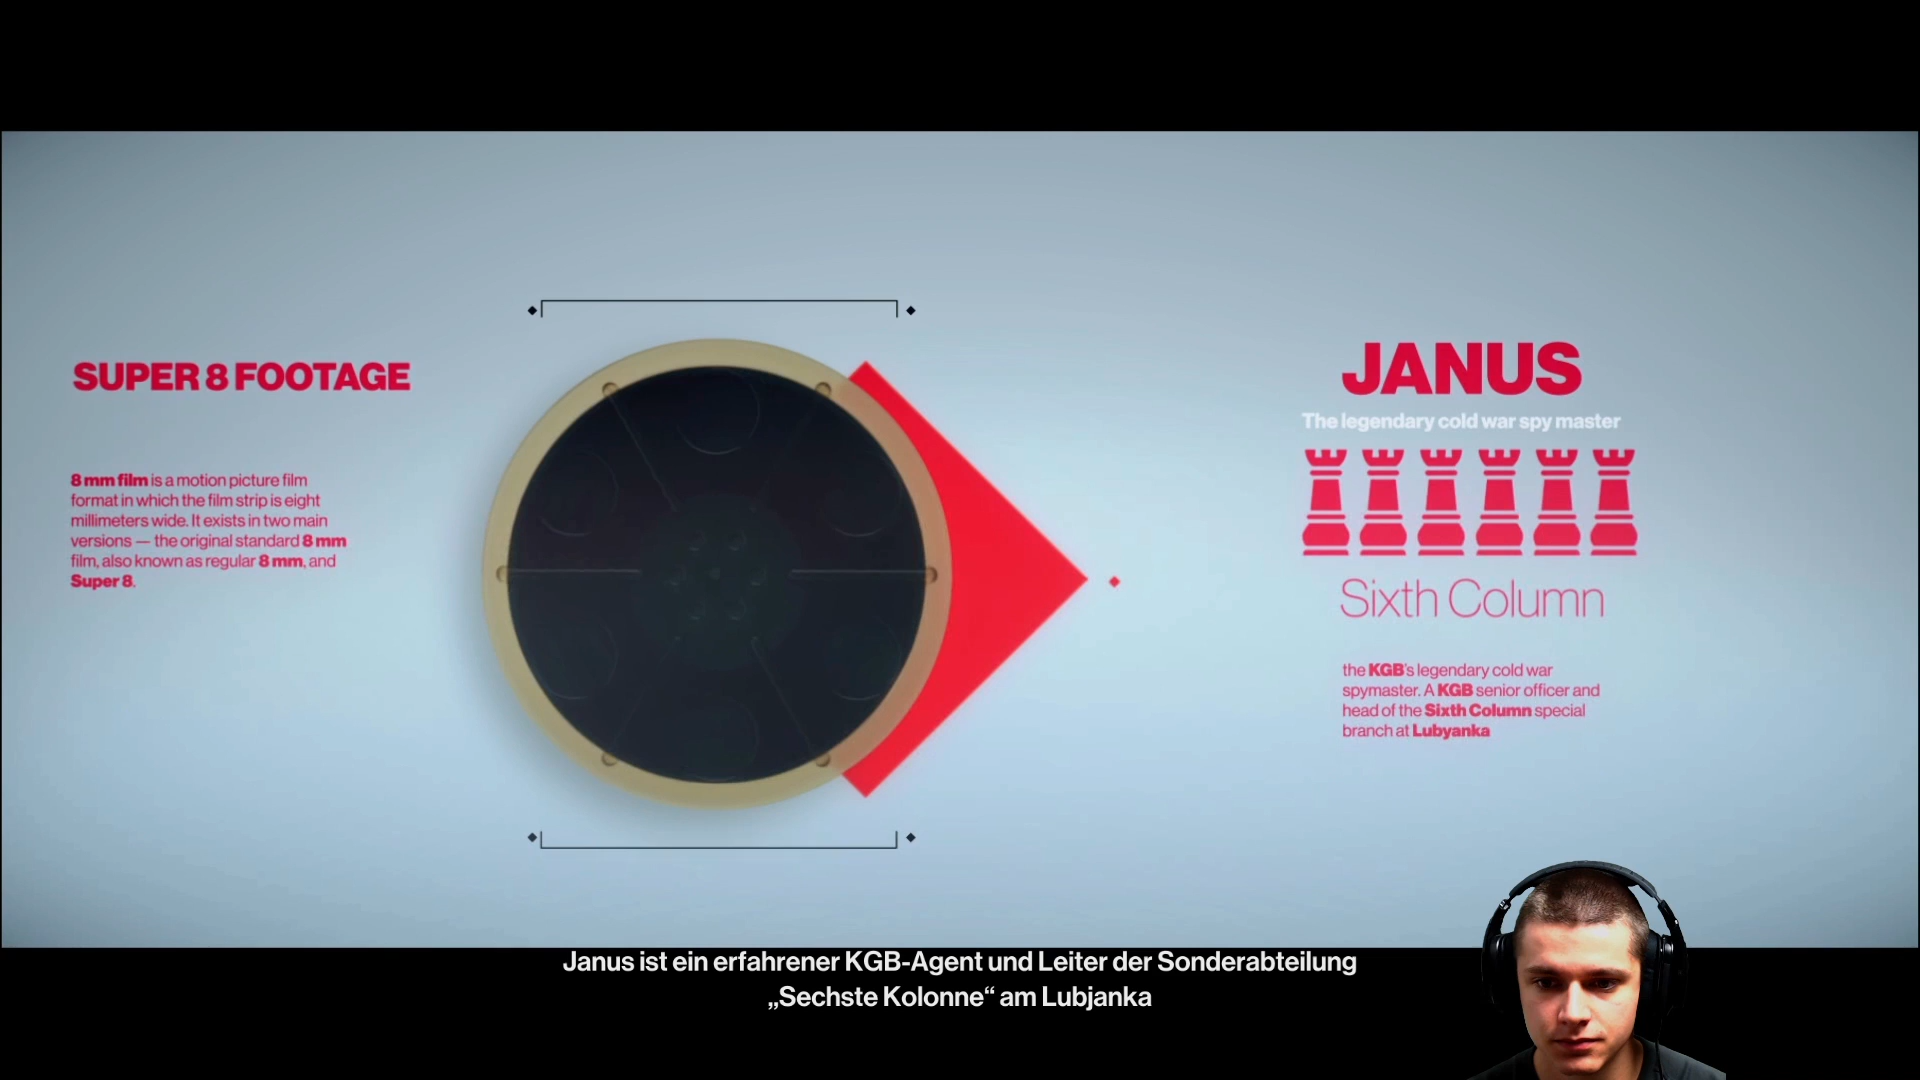 SUPER 8 FOOTAGE
8 mm film is a motion picture film
format in which the film strip is eight
millimeters wide. It exists in two main
versions — the original standard 8 mm
film, also known as regular 8 mm, and
Super 8.
JANUS
The legendary cold war spy master
Sixth Column
the KGB's legendary cold war
spymaster. A KGB senior officer and
head of the Sixth Column special
branch at Lubyanka
Janus ist ein erfahrener KGB-Agent und Leiter der Sonderabteilung
„Sechste Kolonne“ am Lubjanka